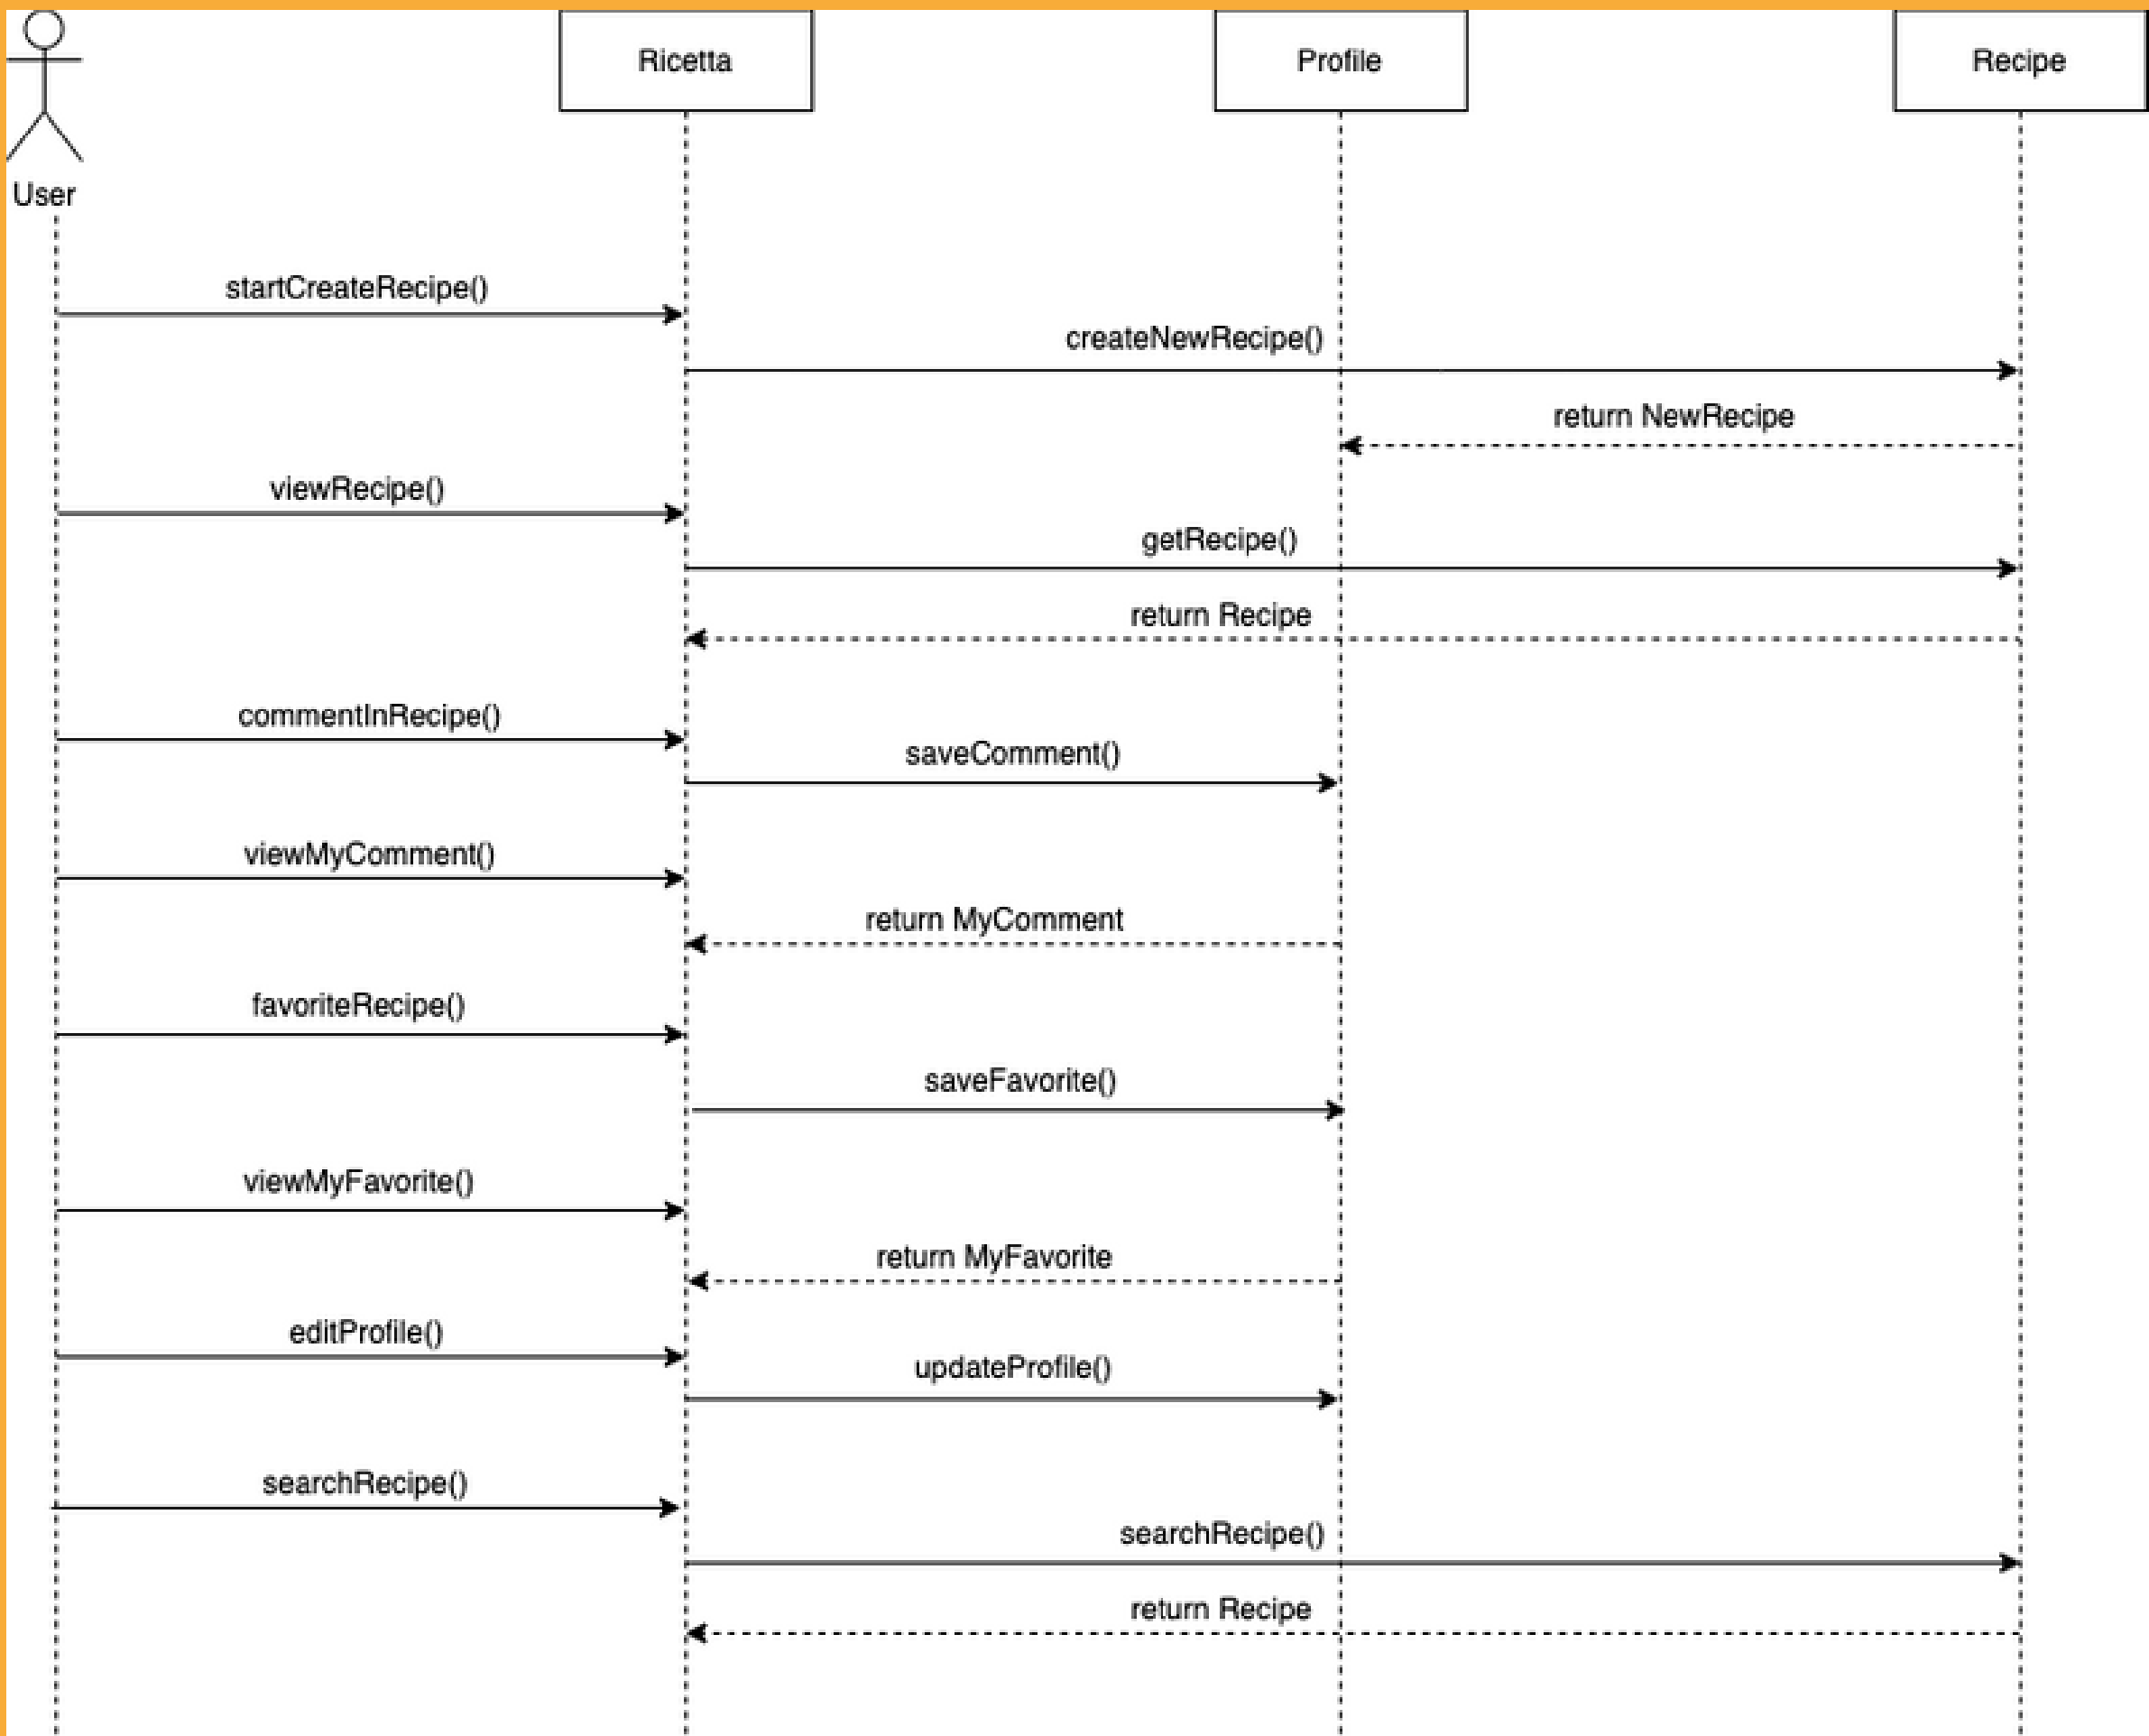 Ricetta
Profile
Recipe
User
startCreateRecipe()
createNewRecipe()
return NewRecipe
viewRecipe()
getRecipe()
return Recipe
commentInRecipe()
saveComment()
viewMyComment()
return MyComment
favoriteRecipe()
saveFavorite()
viewMyFavorite()
return MyFavorite
editProfile()
updateProfile()
searchRecipe()
searchRecipe()
return Recipe